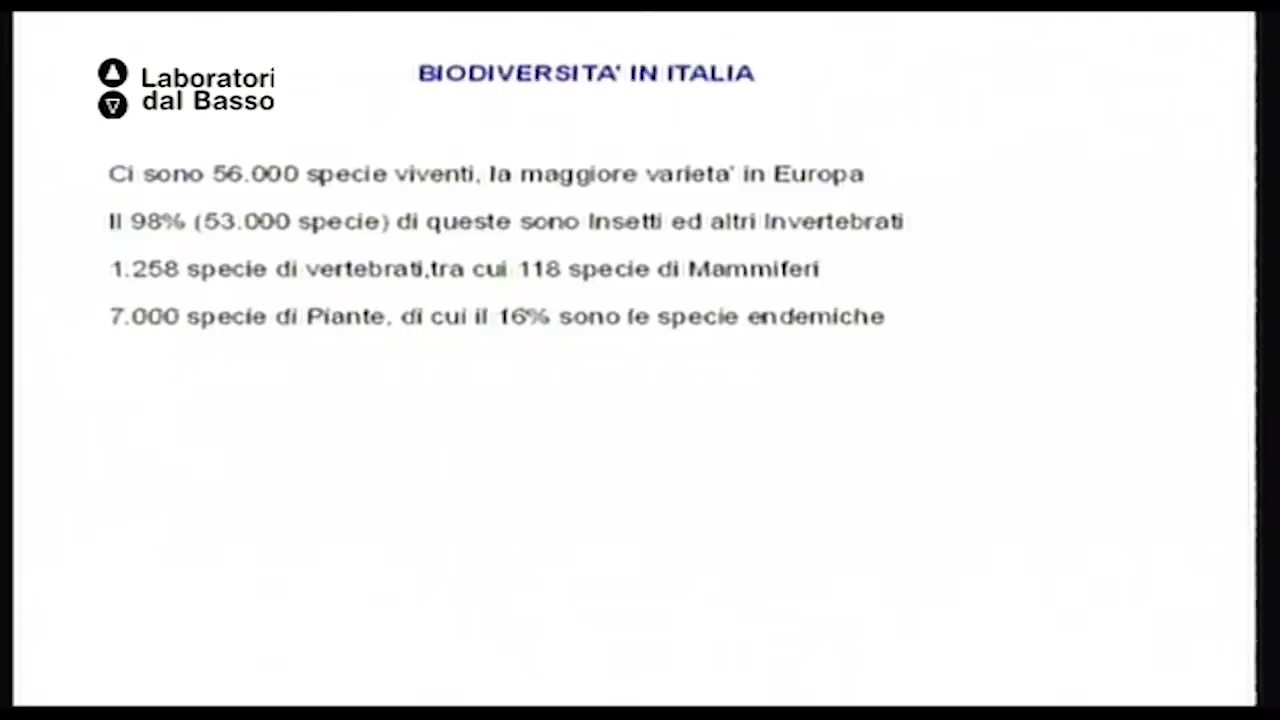 Laboratori
dal Basso
BIODIVERSITA' IN ITALIA
Ci sono 56.000 specie viventi, la maggiore varieta' in Europa
Il 98% (53.000 specie) di queste sono Insetti ed altri Invertebrati
1.258 specie di vertebrati,tra cui 118 specie di Mammiferi
7.000 specie di Piante, di cui il 16% sono le specie endemiche